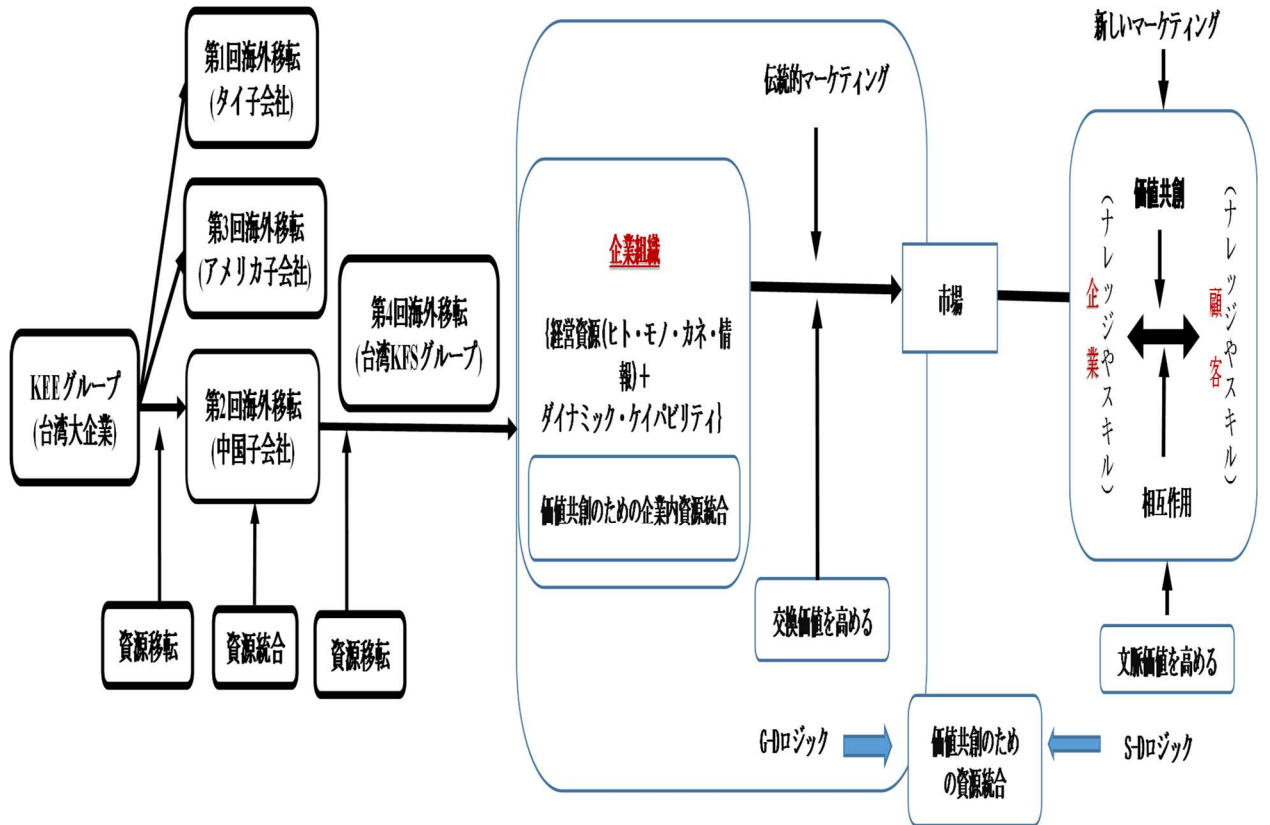 第1回海外移転
(タイ子会社)
第3回海外移転
(アメリカ子会社)
KEEグループ
(台湾大企業)
第2回海外移転
(中国子会社)
第4回海外移転
(台湾KFSグループ)
資源移転
資源統合
資源移転
企業組織
{経営資源(ヒト・モノ・カネ・情
報)+
ダイナミック・ケイパビリティ}
価値共創のための企業内資源統合
伝統的マーケティング
市場
交換価値を高める
新しいマーケティング
価値共創
企業
(ナレッジやスキル)
顧客
(ナレッジやスキル)
相互作用
文脈価値を高める
G-Dロジック
価値共創のため
の資源統合
S-Dロジック